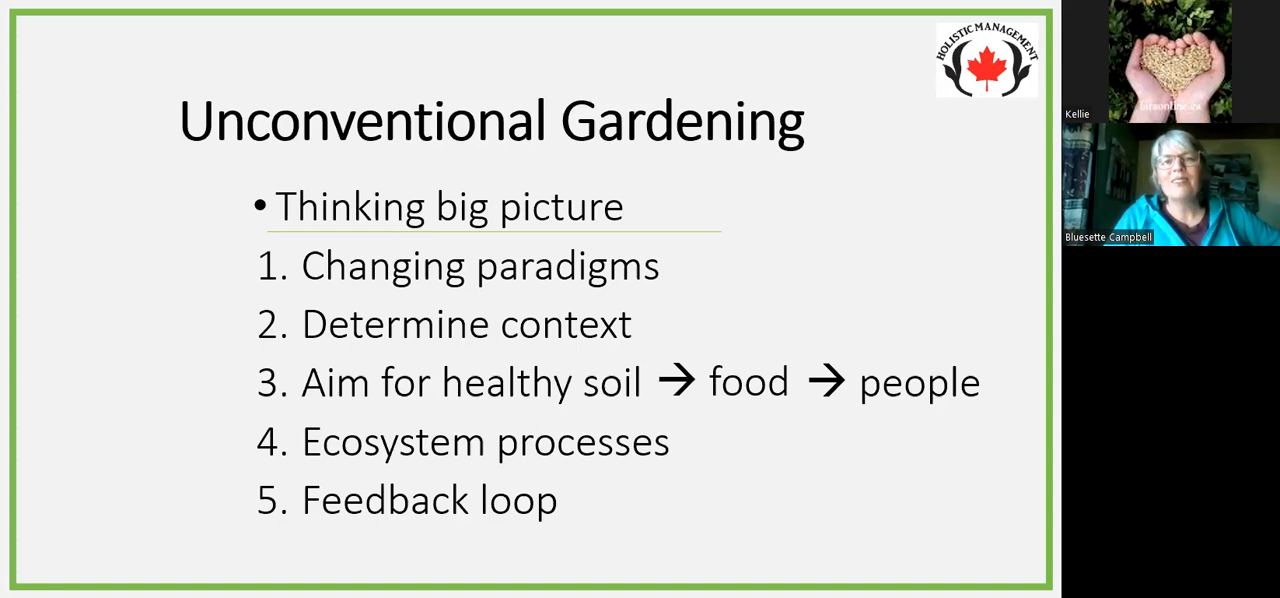 HOLISTIC MANAGEMENT
Unconventional Gardening
• Thinking big picture
1. Changing paradigms
2. Determine context
3. Aim for healthy soil → food → people
4. Ecosystem processes
5. Feedback loop
Kellie
Bluesette Campbell